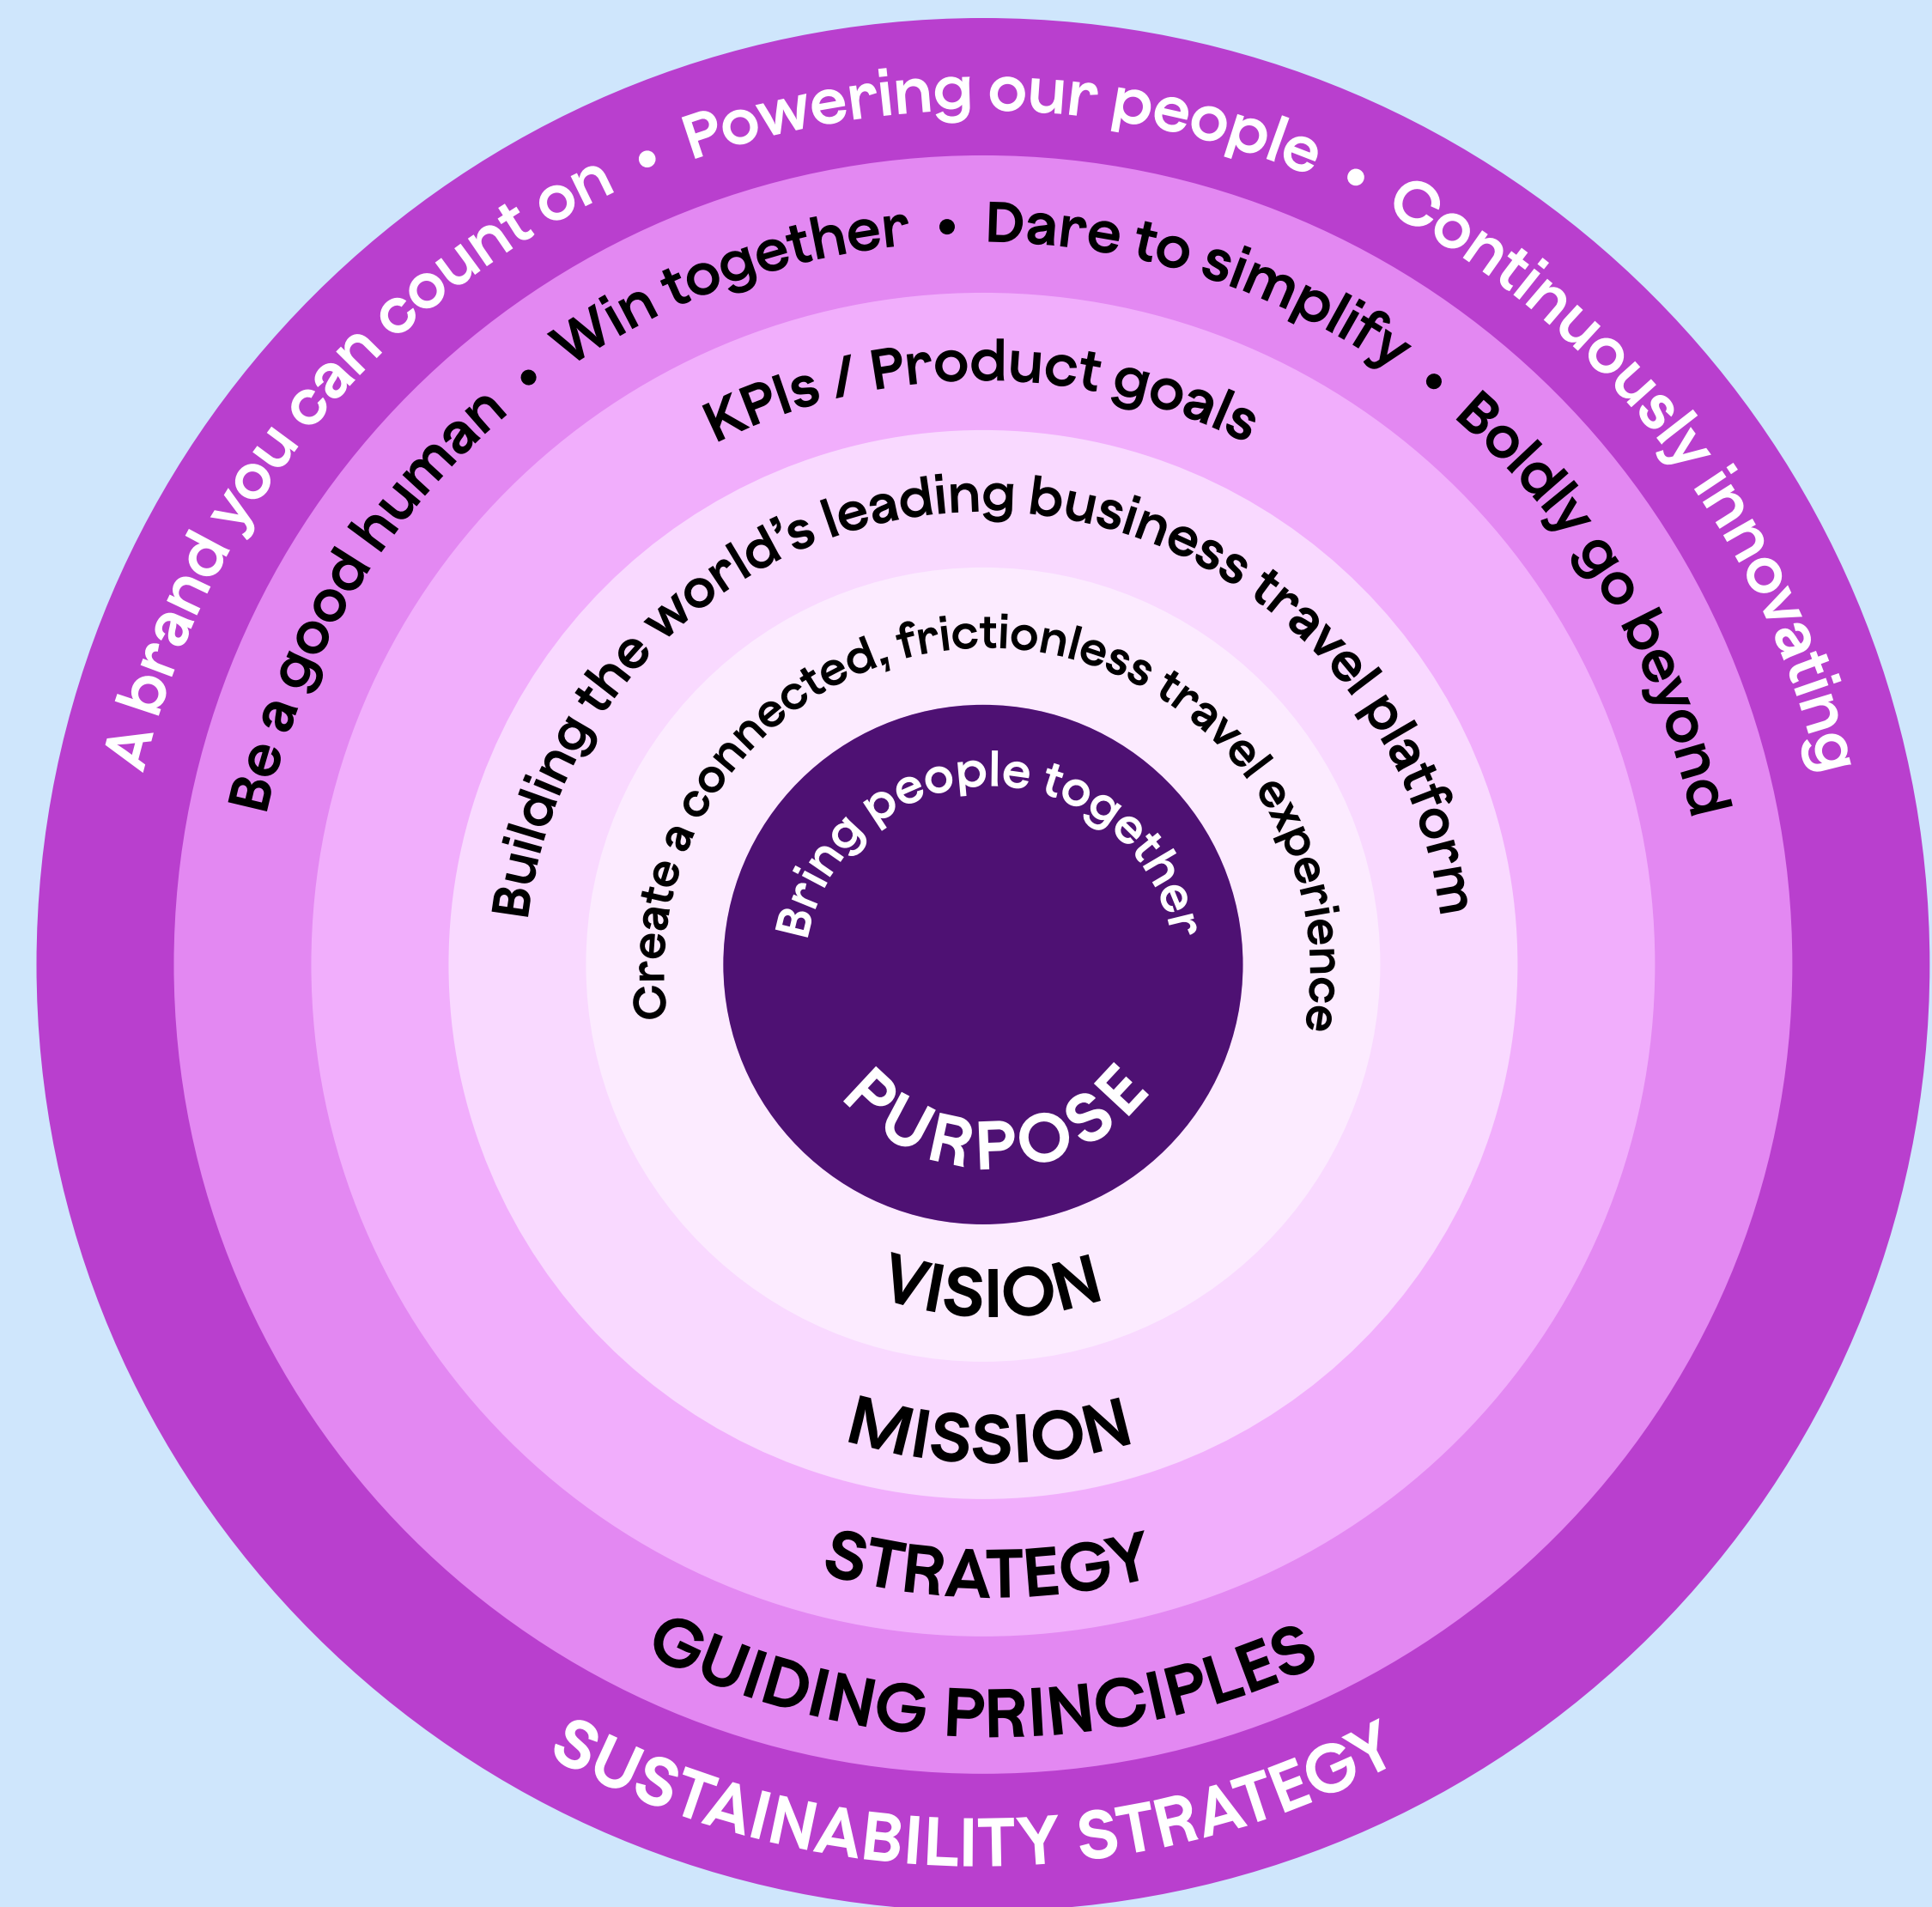 A brand you can count on • Powering our people • Continuously innovating
Be a good human • Win together • Dare to simplify • Boldly go beyond
KPIs / Product goals
Building the world’s leading business travel platform
Create a connected, frictionless travel experience
Bring people together
PURPOSE
VISION
MISSION
STRATEGY
GUIDING PRINCIPLES
SUSTAINABILITY STRATEGY